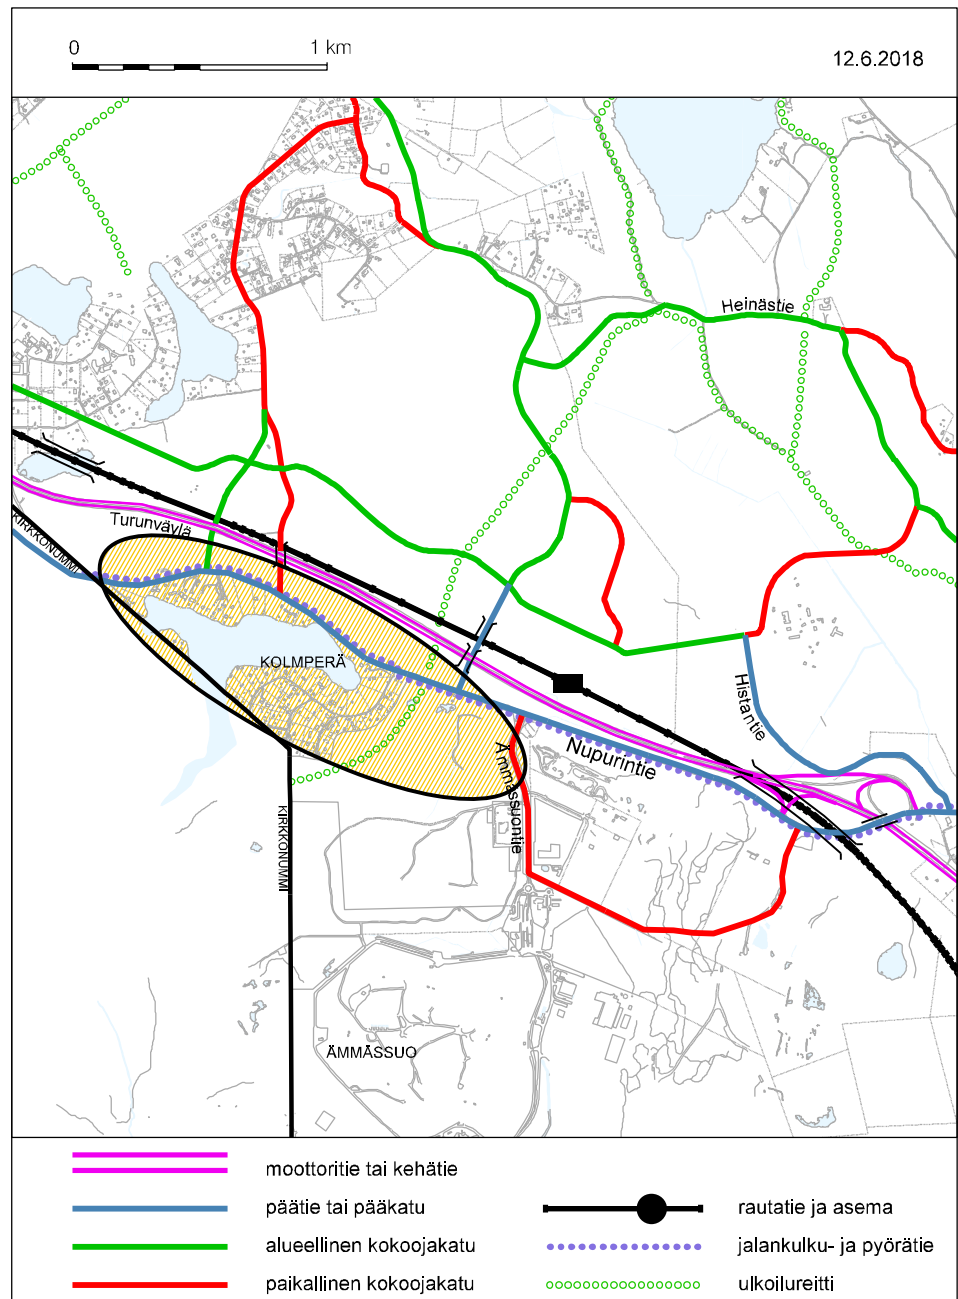 0
1 km
12.6.2018
Heinästie
Turunväylä
KIRKKONUMMI
KOLMPERÄ
Histantie
Nupurintie
Ämmässuontie
KIRKKONUMMI
ÄMMÄSSUO
moottoritie tai kehätie
päätie tai pääkatu
rautatie ja asema
alueellinen kokoojakatu
jalankulku- ja pyörätie
paikallinen kokoojakatu
ulkoilureitti